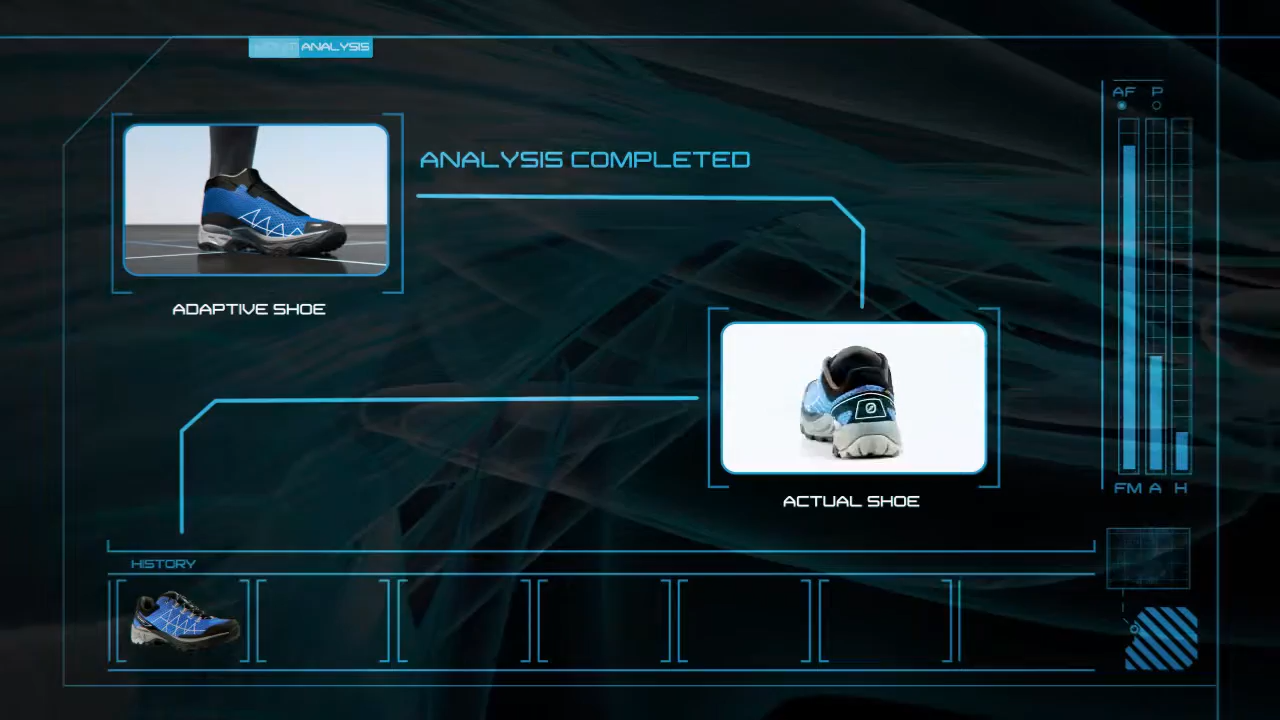 ANALYSIS
AF P
ANALYSIS COMPLETED
ADAPTIVE SHOE
FM A H
ACTUAL SHOE
HISTORY